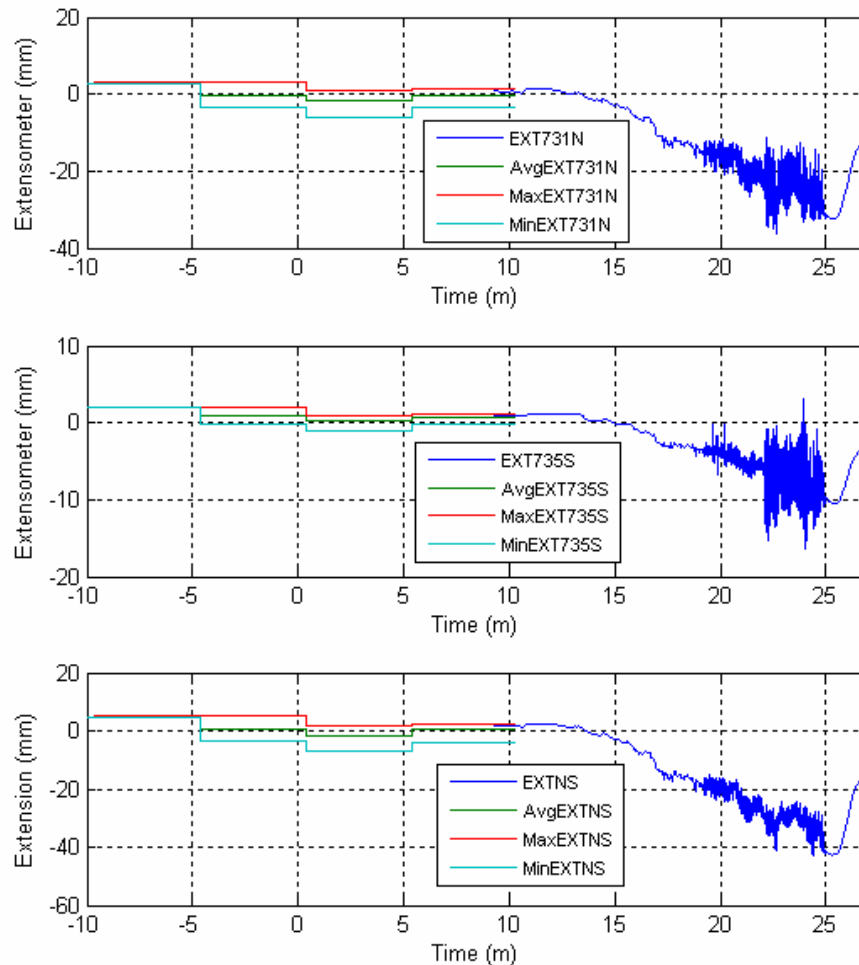 20
0
-20
-40
Extensometer (mm)
EXT731N
AvgEXT731N
MaxEXT731N
MinEXT731N
-10 -5 0 5 10 15 20 25
Time (m)
10
0
-10
-20
Extensometer (mm)
EXT735S
AvgEXT735S
MaxEXT735S
MinEXT735S
-10 -5 0 5 10 15 20 25
Time (m)
20
0
-20
-40
-60
Extension (mm)
EXTNS
AvgEXTNS
MaxEXTNS
MinEXTNS
-10 -5 0 5 10 15 20 25
Time (m)